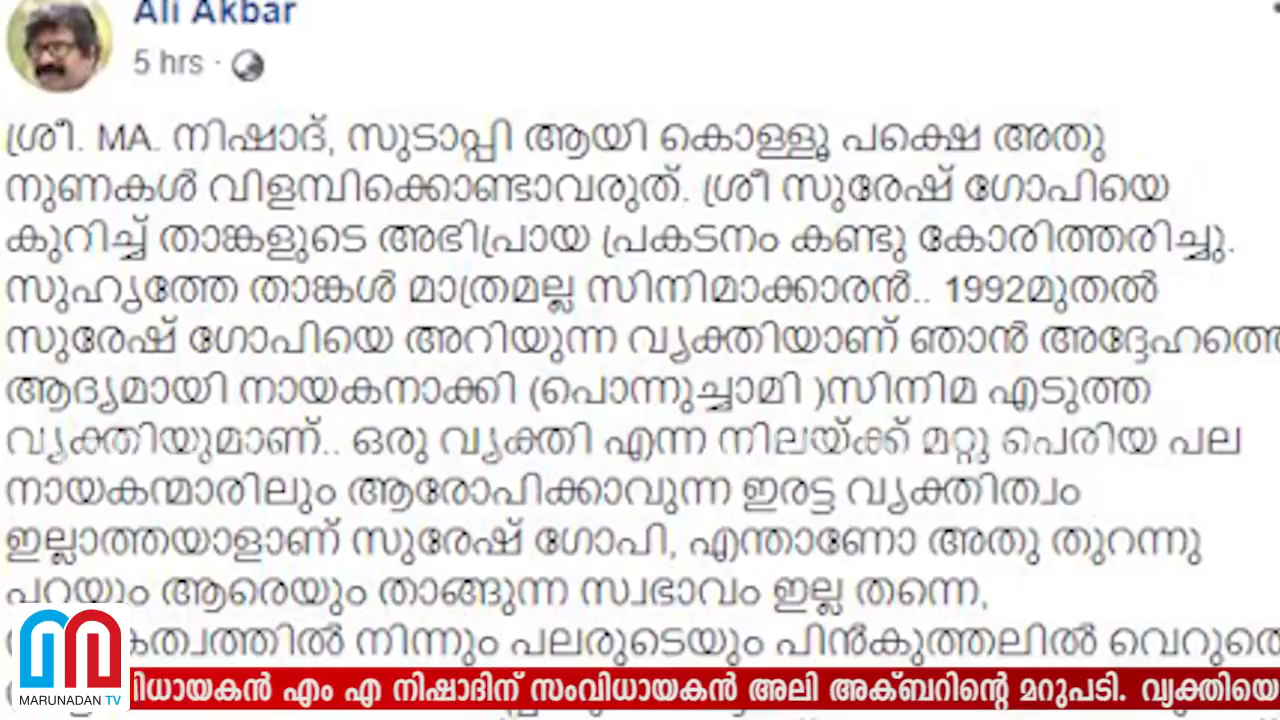 Ali Akbar
5 hrs ·
ശ്രീ. MA. നിഷാദ്, സുടാപ്പി ആയി കൊള്ളൂ പക്ഷെ അതു
നുണകൾ വിളമ്പിക്കൊണ്ടാവരുത്. ശ്രീ സുരേഷ് ഗോപിയെ
കുറിച്ച് താങ്കളുടെ അഭിപ്രായ പ്രകടനം കണ്ടു കോരിത്തരിച്ചു.
സുഹൃത്തേ താങ്കൾ മാത്രമല്ല സിനിമാക്കാരൻ.. 1992മുതൽ
സുരേഷ് ഗോപിയെ അറിയുന്ന വ്യക്തിയാണ് ഞാൻ അദ്ദേഹത്തെ
ആദ്യമായി നായകനാക്കി (പൊന്നുച്ചാമി )സിനിമ എടുത്ത
വ്യക്തിയുമാണ്.. ഒരു വ്യക്തി എന്ന നിലയ്ക്ക് മറ്റു പെരിയ പല
നായകന്മാരിലും ആരോപിക്കാവുന്ന ഇരട്ട വ്യക്തിത്വം
ഇല്ലാത്തയാളാണ് സുരേഷ് ഗോപി, എന്താണോ അതു തുറന്നു
പറയും ആരെയും താങ്ങുന്ന സ്വഭാവം ഇല്ല തന്നെ,
നിന്നും പലരുടെയും പിൻകുത്തലിൽ വെറുതെ
MARUNADAN TV
വിധായകൻ എം എ നിഷാദിന് സംവിധായകൻ അലി അക്ബറിന്റെ മറുപടി. വ്യക്തിയെ